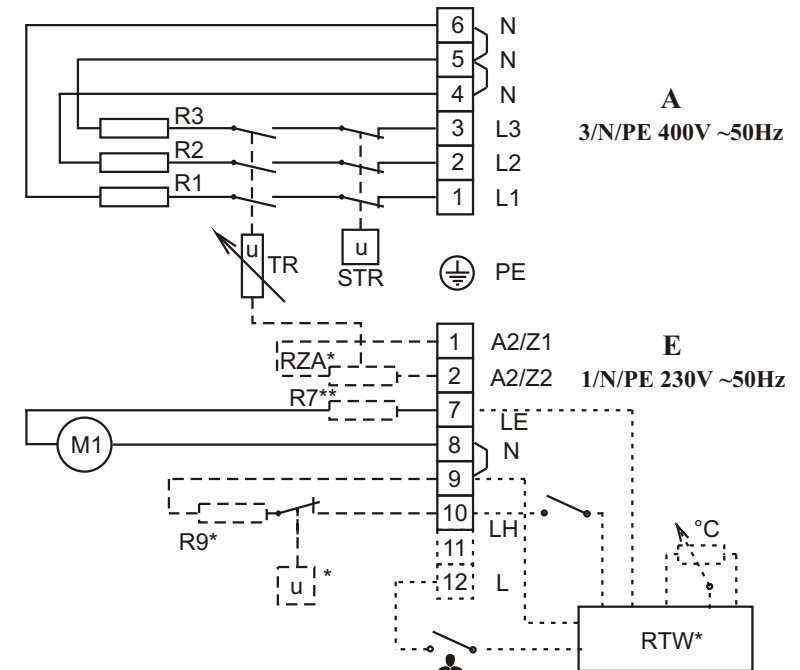 6 N
5 N
4 N
A
R3 3 L3 3/N/PE 400V ~50Hz
R2 2 L2
R1 1 L1
u TR u
STR PE
1 A2/Z1 E
RZA* 2 A2/Z2 1/N/PE 230V ~50Hz
R7** 7 LE
M1 8 N
9
10 LH °C
R9* 11
u * 12 L
RTW*